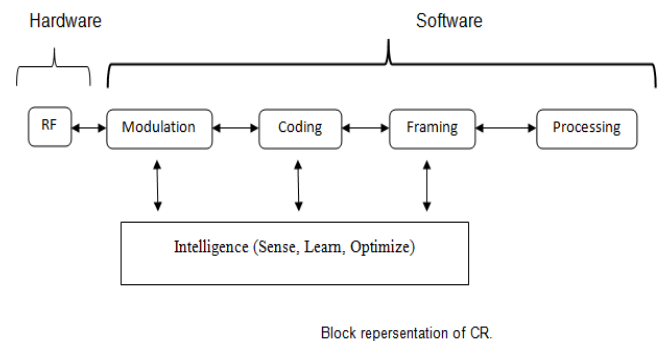 Hardware Software
RF Modulation Coding Framing Processing
Intelligence (Sense, Learn, Optimize)
Block repersentation of CR.